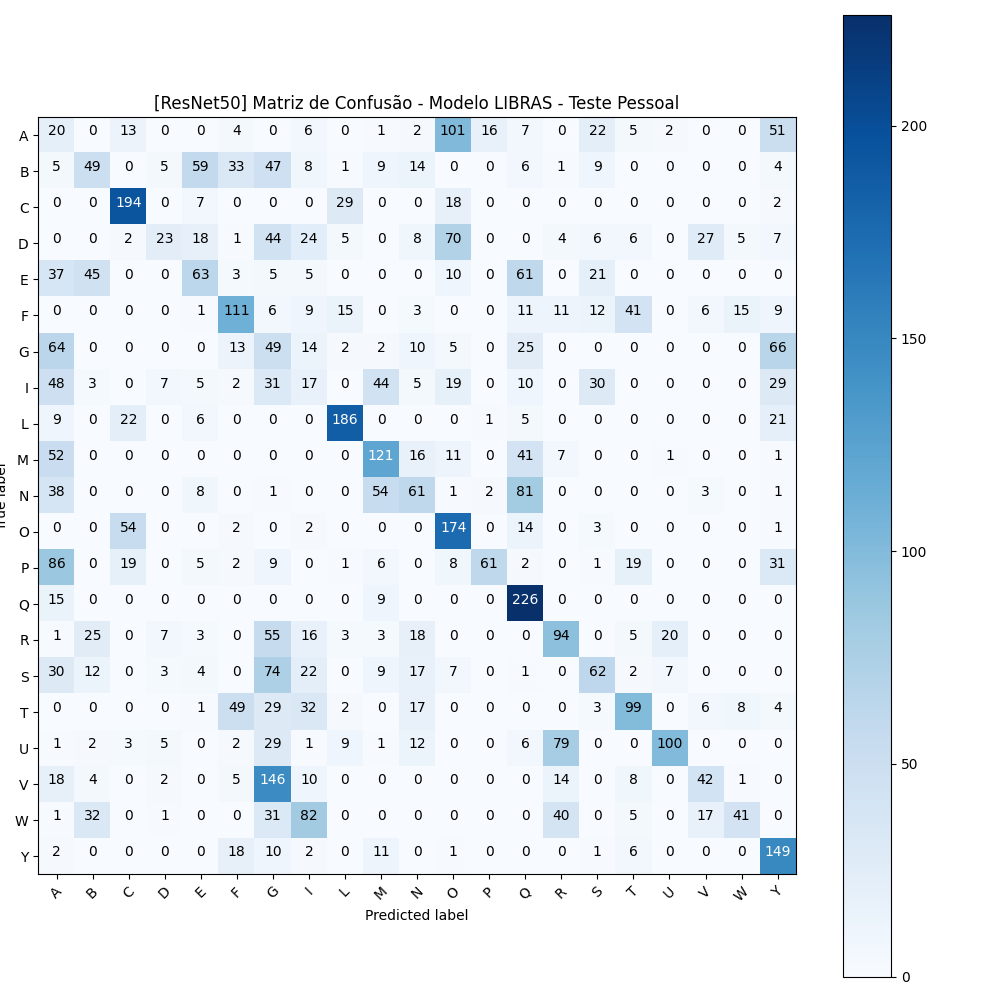 [ResNet50] Matriz de Confusão - Modelo LIBRAS - Teste Pessoal
A 20 0 13 0 0 4 0 6 0 1 2 101 16 7 0 22 5 2 0 0 51
B 5 49 0 5 59 33 47 8 1 9 14 0 0 6 1 9 0 0 0 0 4
C 0 0 194 0 7 0 0 0 29 0 0 18 0 0 0 0 0 0 0 0 2
D 0 0 2 23 18 1 44 24 5 0 8 70 0 0 4 6 6 0 27 5 7
E 37 45 0 0 63 3 5 5 0 0 0 10 0 61 0 21 0 0 0 0 0
F 0 0 0 0 1 111 6 9 15 0 3 0 0 11 11 12 41 0 6 15 9
G 64 0 0 0 0 13 49 14 2 2 10 5 0 25 0 0 0 0 0 0 66
I 48 3 0 7 5 2 31 17 0 44 5 19 0 10 0 30 0 0 0 0 29
L 9 0 22 0 6 0 0 0 186 0 0 0 1 5 0 0 0 0 0 0 21
M 52 0 0 0 0 0 0 0 0 121 16 11 0 41 7 0 0 1 0 0 1
N 38 0 0 0 8 0 1 0 0 54 61 1 2 81 0 0 0 0 3 0 1
O 0 0 54 0 0 2 0 2 0 0 0 174 0 14 0 3 0 0 0 0 1
P 86 0 19 0 5 2 9 0 1 6 0 8 61 2 0 1 19 0 0 0 31
Q 15 0 0 0 0 0 0 0 0 9 0 0 0 226 0 0 0 0 0 0 0
R 1 25 0 7 3 0 55 16 3 3 18 0 0 0 94 0 5 20 0 0 0
S 30 12 0 3 4 0 74 22 0 9 17 7 0 1 0 62 2 7 0 0 0
T 0 0 0 0 1 49 29 32 2 0 17 0 0 0 0 3 99 0 6 8 4
U 1 2 3 5 0 2 29 1 9 1 12 0 0 6 79 0 0 100 0 0 0
V 18 4 0 2 0 5 146 10 0 0 0 0 0 0 14 0 8 0 42 1 0
W 1 32 0 1 0 0 31 82 0 0 0 0 0 0 40 0 5 0 17 41 0
Y 2 0 0 0 0 18 10 2 0 11 0 1 0 0 0 1 6 0 0 0 149
A B C D E F G I L M N O P Q R S T U V W Y
Predicted label
label
200
150
100
50
0